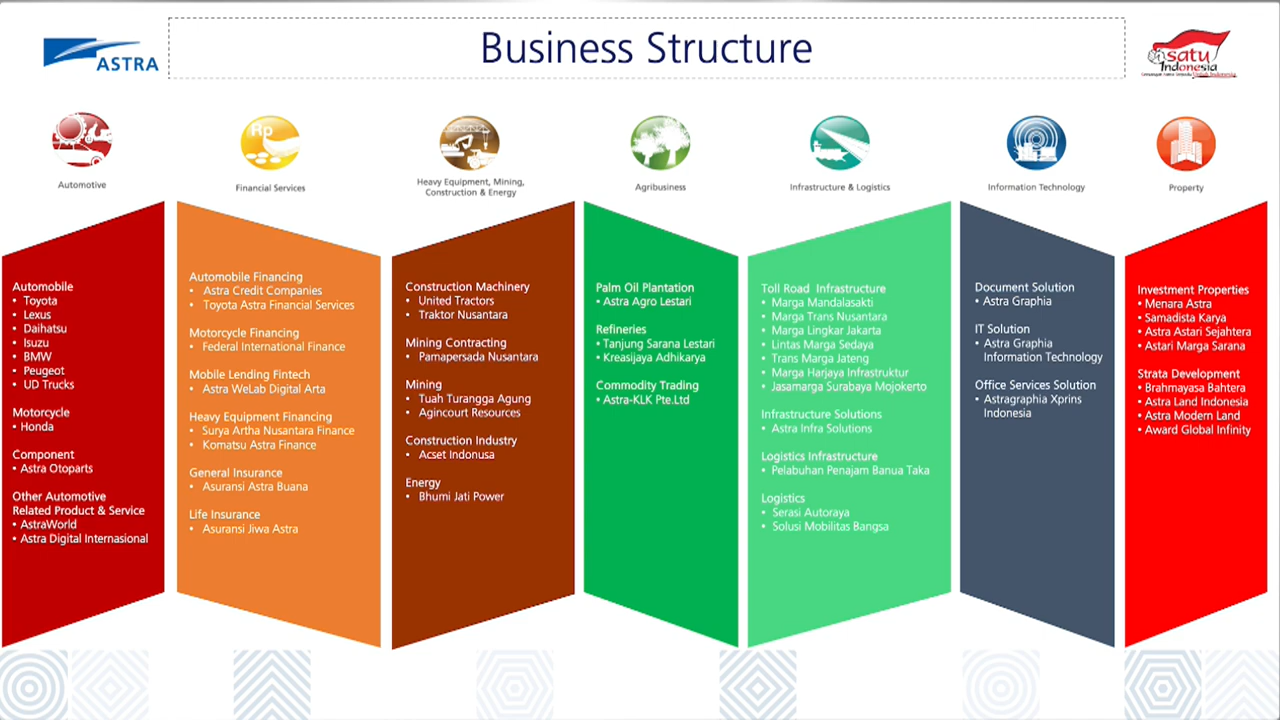 ASTRA
Business Structure
satu
Indonesia
Automotive
Financial Services
Heavy Equipment, Mining,
Construction & Energy
Agribusiness
Infrastructure & Logistics
Information Technology
Property
Automobile
• Toyota
• Lexus
• Daihatsu
• Isuzu
• BMW
• Peugeot
• UD Trucks
Motorcycle
• Honda
Component
• Astra Otoparts
Other Automotive
Related Product & Service
• AstraWorld
• Astra Digital Internasional
Rp
Automobile Financing
• Astra Credit Companies
• Toyota Astra Financial Services
Motorcycle Financing
• Federal International Finance
Mobile Lending Fintech
• Astra WeLab Digital Arta
Heavy Equipment Financing
• Surya Artha Nusantara Finance
• Komatsu Astra Finance
General Insurance
• Asuransi Astra Buana
Life Insurance
• Asuransi Jiwa Astra
Construction Machinery
• United Tractors
• Traktor Nusantara
Mining Contracting
• Pamapersada Nusantara
Mining
• Tuah Turangga Agung
• Agincourt Resources
Construction Industry
• Acset Indonusa
Energy
• Bhumi Jati Power
Palm Oil Plantation
• Astra Agro Lestari
Refineries
• Tanjung Sarana Lestari
• Kreasijaya Adhikarya
Commodity Trading
• Astra-KLK Pte.Ltd
Toll Road Infrastructure
• Marga Mandalasakti
• Marga Trans Nusantara
• Marga Lingkar Jakarta
• Lintas Marga Sedaya
• Trans Marga Jateng
• Marga Harjaya Infrastruktur
• Jasamarga Surabaya Mojokerto
Infrastructure Solutions
• Astra Infra Solutions
Logistics Infrastructure
• Pelabuhan Penajam Banua Taka
Logistics
• Serasi Autoraya
• Solusi Mobilitas Bangsa
Document Solution
• Astra Graphia
IT Solution
• Astra Graphia
Information Technology
Office Services Solution
• Astragraphia Xprins
Indonesia
Investment Properties
• Menara Astra
• Samadista Karya
• Astra Astari Sejahtera
• Astari Marga Sarana
Strata Development
• Brahmayasa Bahtera
• Astra Land Indonesia
• Astra Modern Land
• Award Global Infinity